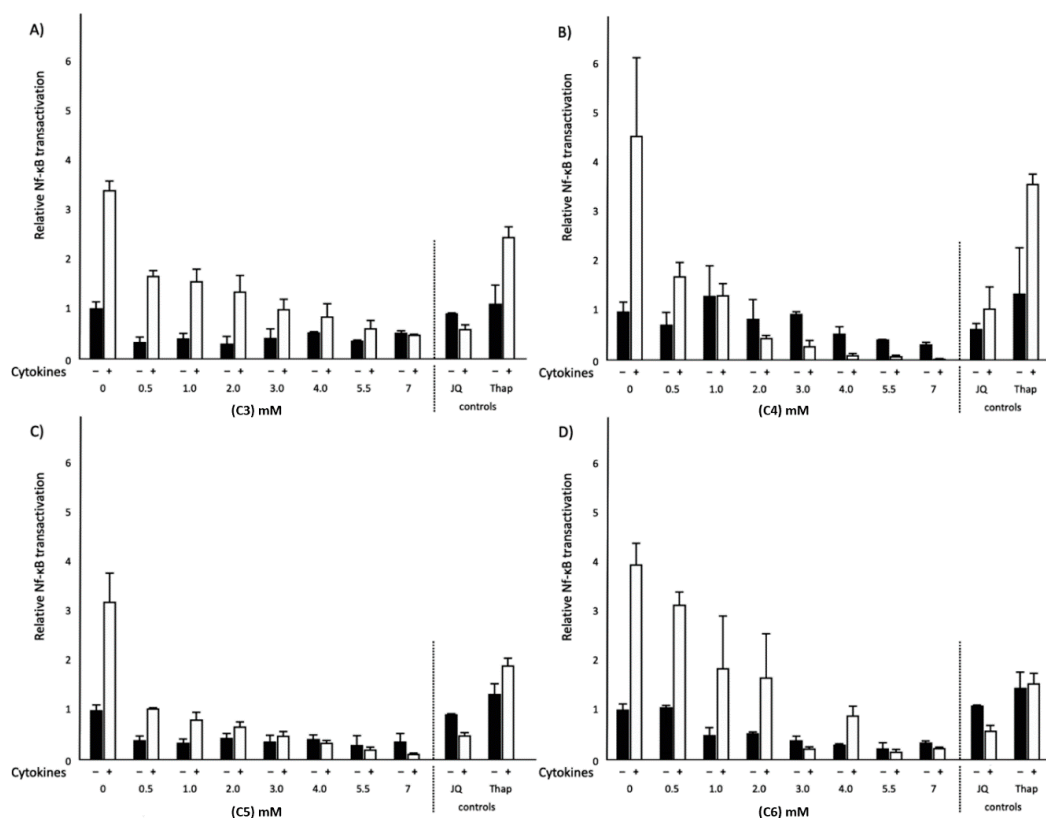 A)
Relative Nf-κB transactivation
6
5
4
3
2
1
0
Cytokines − + − + − + − + − + − + − + − + − + − +
0 0.5 1.0 2.0 3.0 4.0 5.5 7 JQ Thap
(C3) mM controls
B)
Relative Nf-κB transactivation
6
5
4
3
2
1
0
Cytokines − + − + − + − + − + − + − + − + − + − +
0 0.5 1.0 2.0 3.0 4.0 5.5 7 JQ Thap
(C4) mM controls
C)
Relative Nf-κB transactivation
6
5
4
3
2
1
0
Cytokines − + − + − + − + − + − + − + − + − + − +
0 0.5 1.0 2.0 3.0 4.0 5.5 7 JQ Thap
(C5) mM controls
D)
Relative Nf-κB transactivation
6
5
4
3
2
1
0
Cytokines − + − + − + − + − + − + − + − + − + − +
0 0.5 1.0 2.0 3.0 4.0 5.5 7 JQ Thap
(C6) mM controls